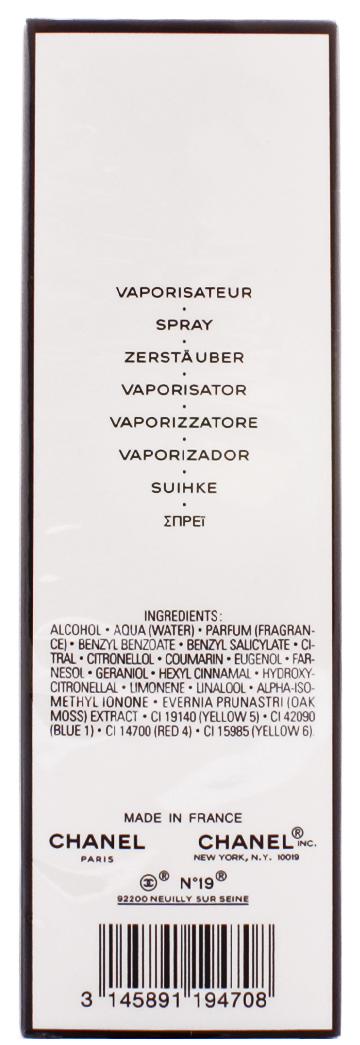 VAPORISATEUR
•
SPRAY
•
ZERSTÄUBER
•
VAPORISATOR
•
VAPORIZZATORE
•
VAPORIZADOR
•
SUIHKE
•
ΣΠΡΕΪ
INGREDIENTS:
ALCOHOL • AQUA (WATER) • PARFUM (FRAGRAN-
CE) • BENZYL BENZOATE • BENZYL SALICYLATE • CI-
TRAL • CITRONELLOL • COUMARIN • EUGENOL • FAR-
NESOL • GERANIOL • HEXYL CINNAMAL • HYDROXY-
CITRONELLAL • LIMONENE • LINALOOL • ALPHA-ISO-
METHYL IONONE • EVERNIA PRUNASTRI (OAK
MOSS) EXTRACT • CI 19140 (YELLOW 5) • CI 42090
(BLUE 1) • CI 14700 (RED 4) • CI 15985 (YELLOW 6)
MADE IN FRANCE
CHANEL CHANEL® INC.
PARIS NEW YORK, N.Y. 10019
® N°19®
92200 NEUILLY SUR SEINE
3 145891 194708